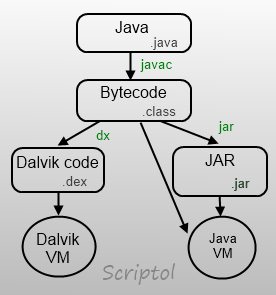 Java
.java
javac
Bytecode
.class
dx
jar
Dalvik code
.dex
JAR
.jar
Dalvik
VM
Java
VM
Scriptol